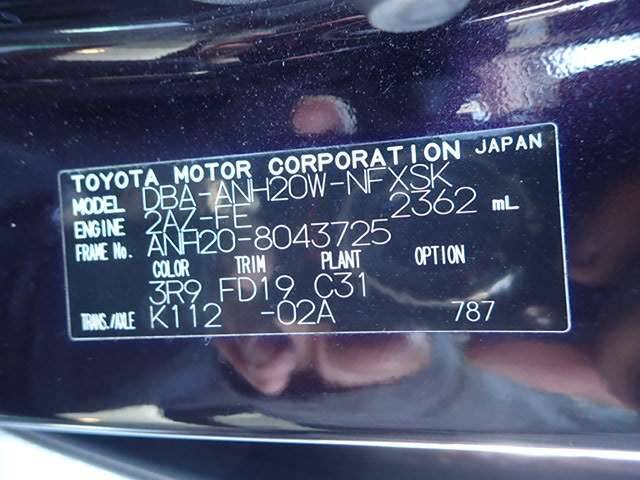 TOYOTA MOTOR CORPORATION JAPAN
MODEL DBA-ANH20W-NFXSK
ENGINE 2AZ-FE 2362 mL
FRAME No. ANH20-8043725
COLOR TRIM PLANT OPTION
3R9 FD19 C31
TRANS./AXLE K112 -02A 787